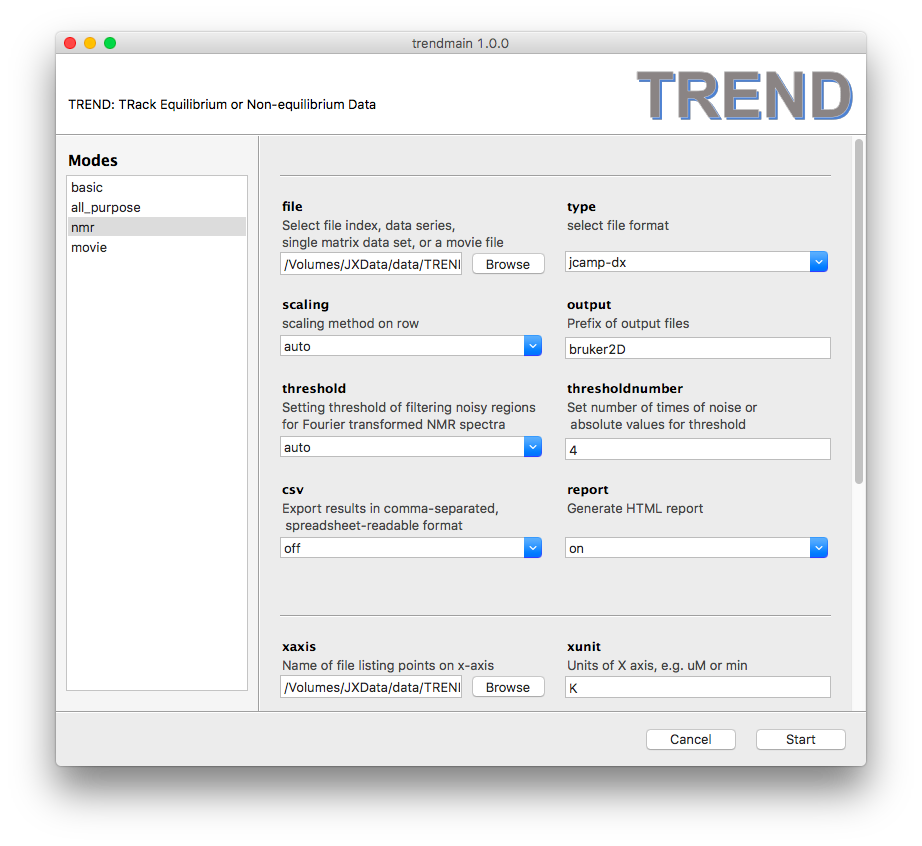 trendmain 1.0.0
TREND: TRack Equilibrium or Non-equilibrium Data
TREND
Modes
basic
all_purpose
nmr
movie
file
Select file index, data series,
single matrix data set, or a movie file
/Volumes/JXData/data/TREN
Browse
type
select file format
jcamp-dx
scaling
scaling method on row
auto
output
Prefix of output files
bruker2D
threshold
Setting threshold of filtering noisy regions
for Fourier transformed NMR spectra
auto
thresholdnumber
Set number of times of noise or
absolute values for threshold
4
csv
Export results in comma-separated,
spreadsheet-readable format
off
report
Generate HTML report
on
xaxis
Name of file listing points on x-axis
/Volumes/JXData/data/TREN
Browse
xunit
Units of X axis, e.g. uM or min
K
Cancel
Start